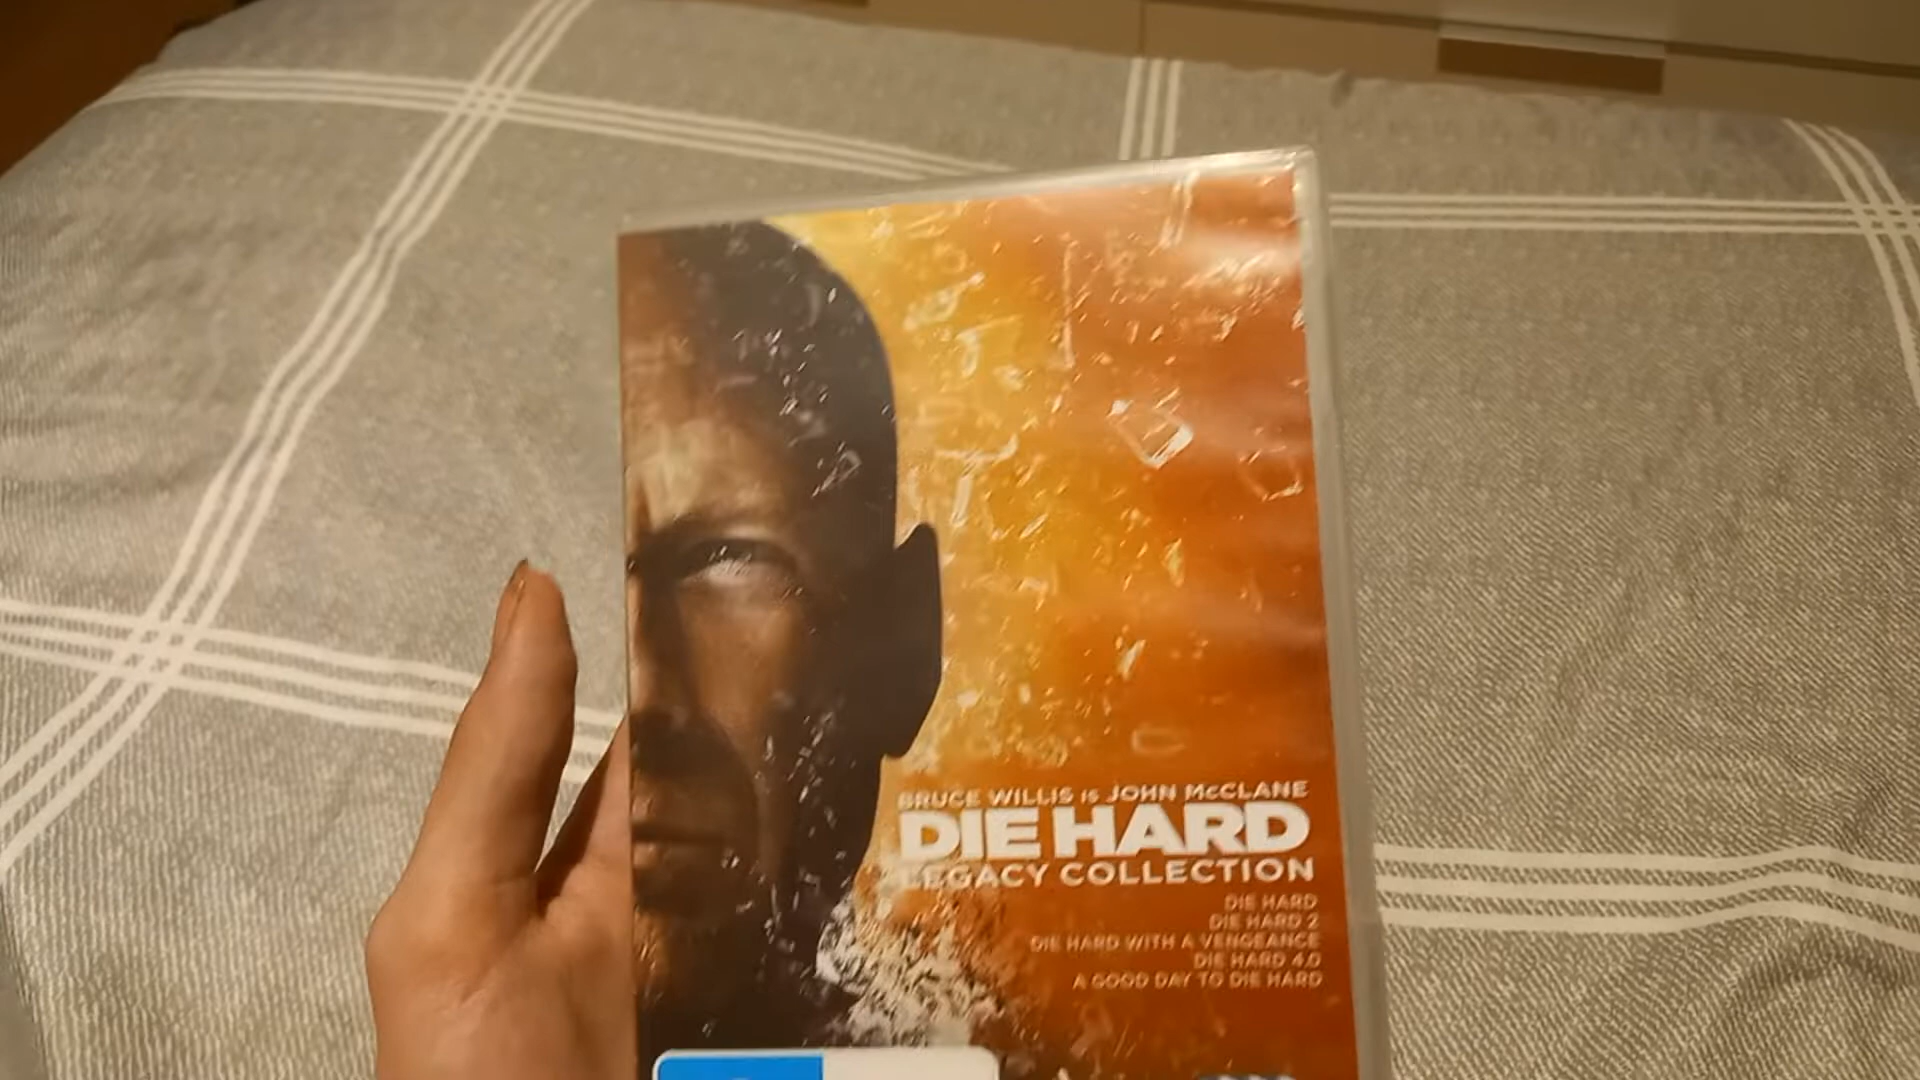 BRUCE WILLIS is JOHN McCLANE
DIE HARD
LEGACY COLLECTION
DIE HARD
DIE HARD 2
DIE HARD WITH A VENGEANCE
DIE HARD 4.0
A GOOD DAY TO DIE HARD